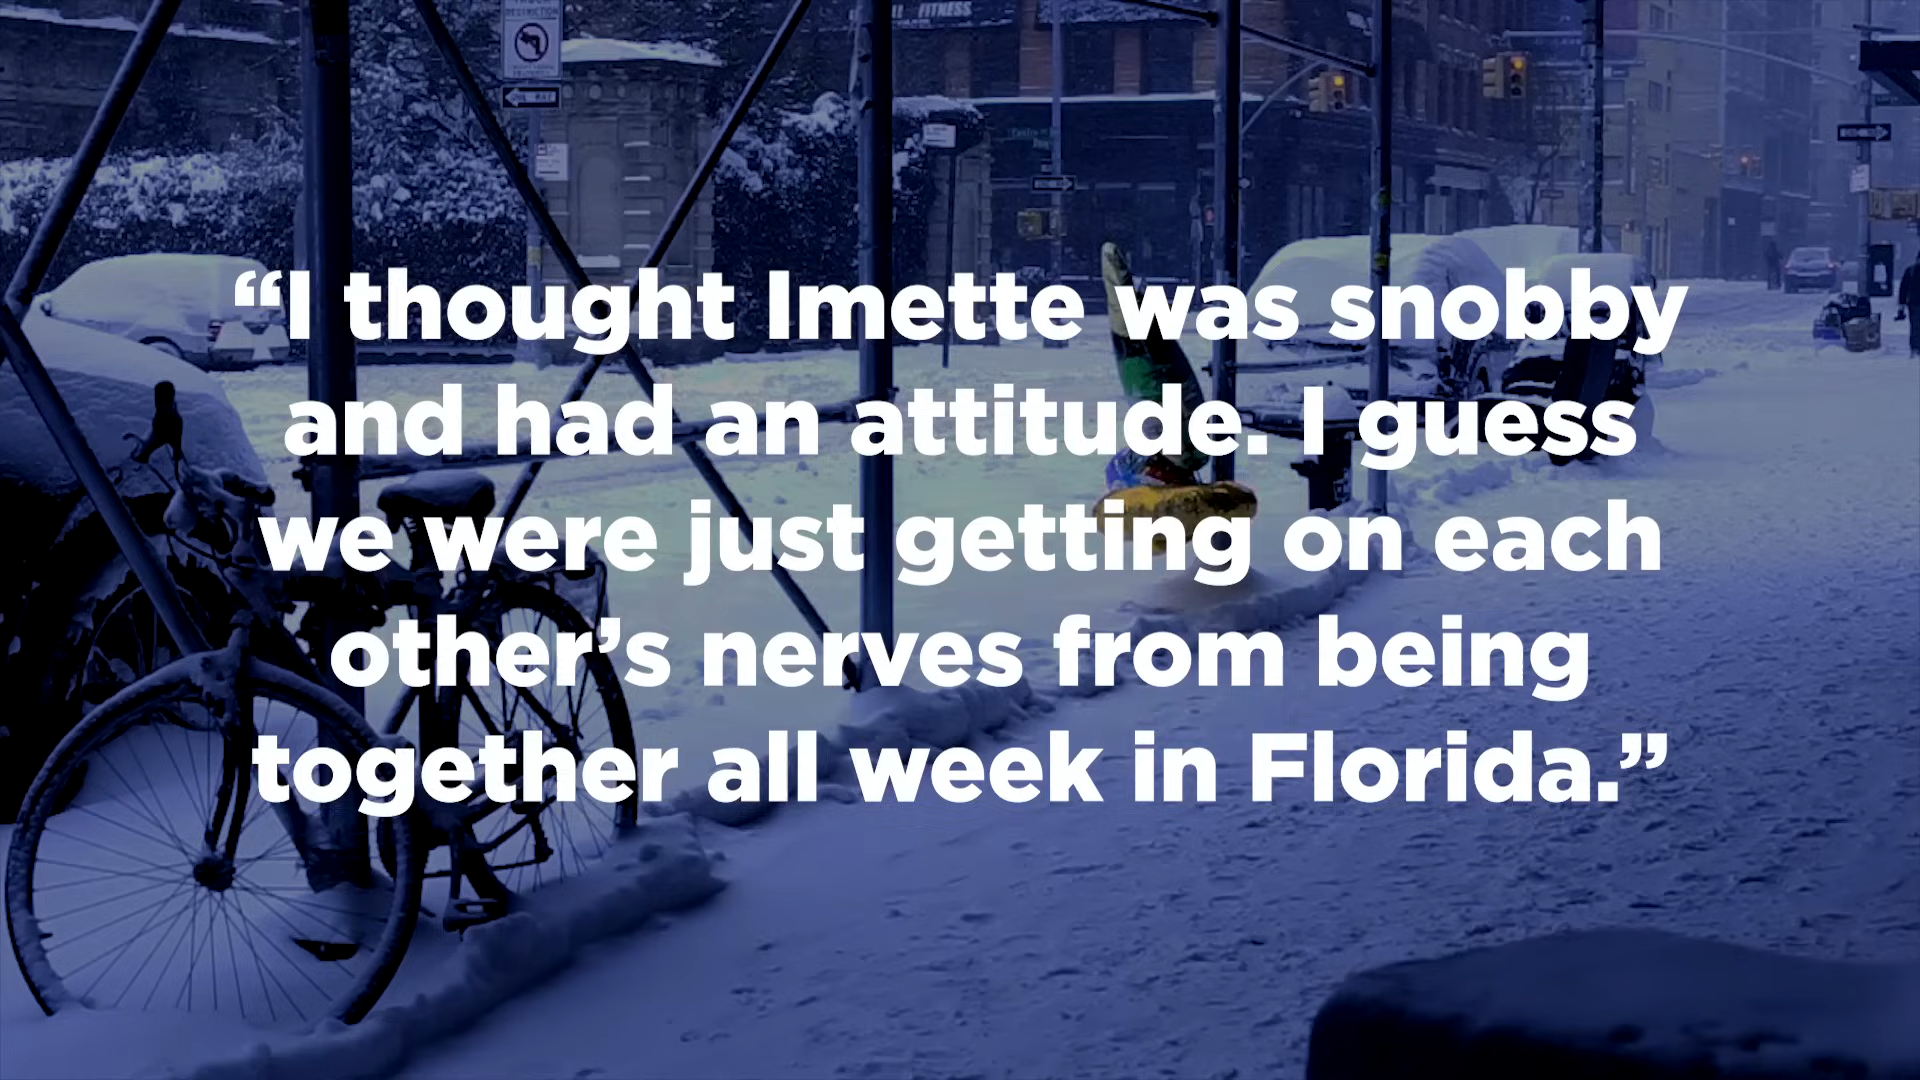 FITNESS
“I thought Imette was snobby
and had an attitude. I guess
we were just getting on each
other’s nerves from being
together all week in Florida.”